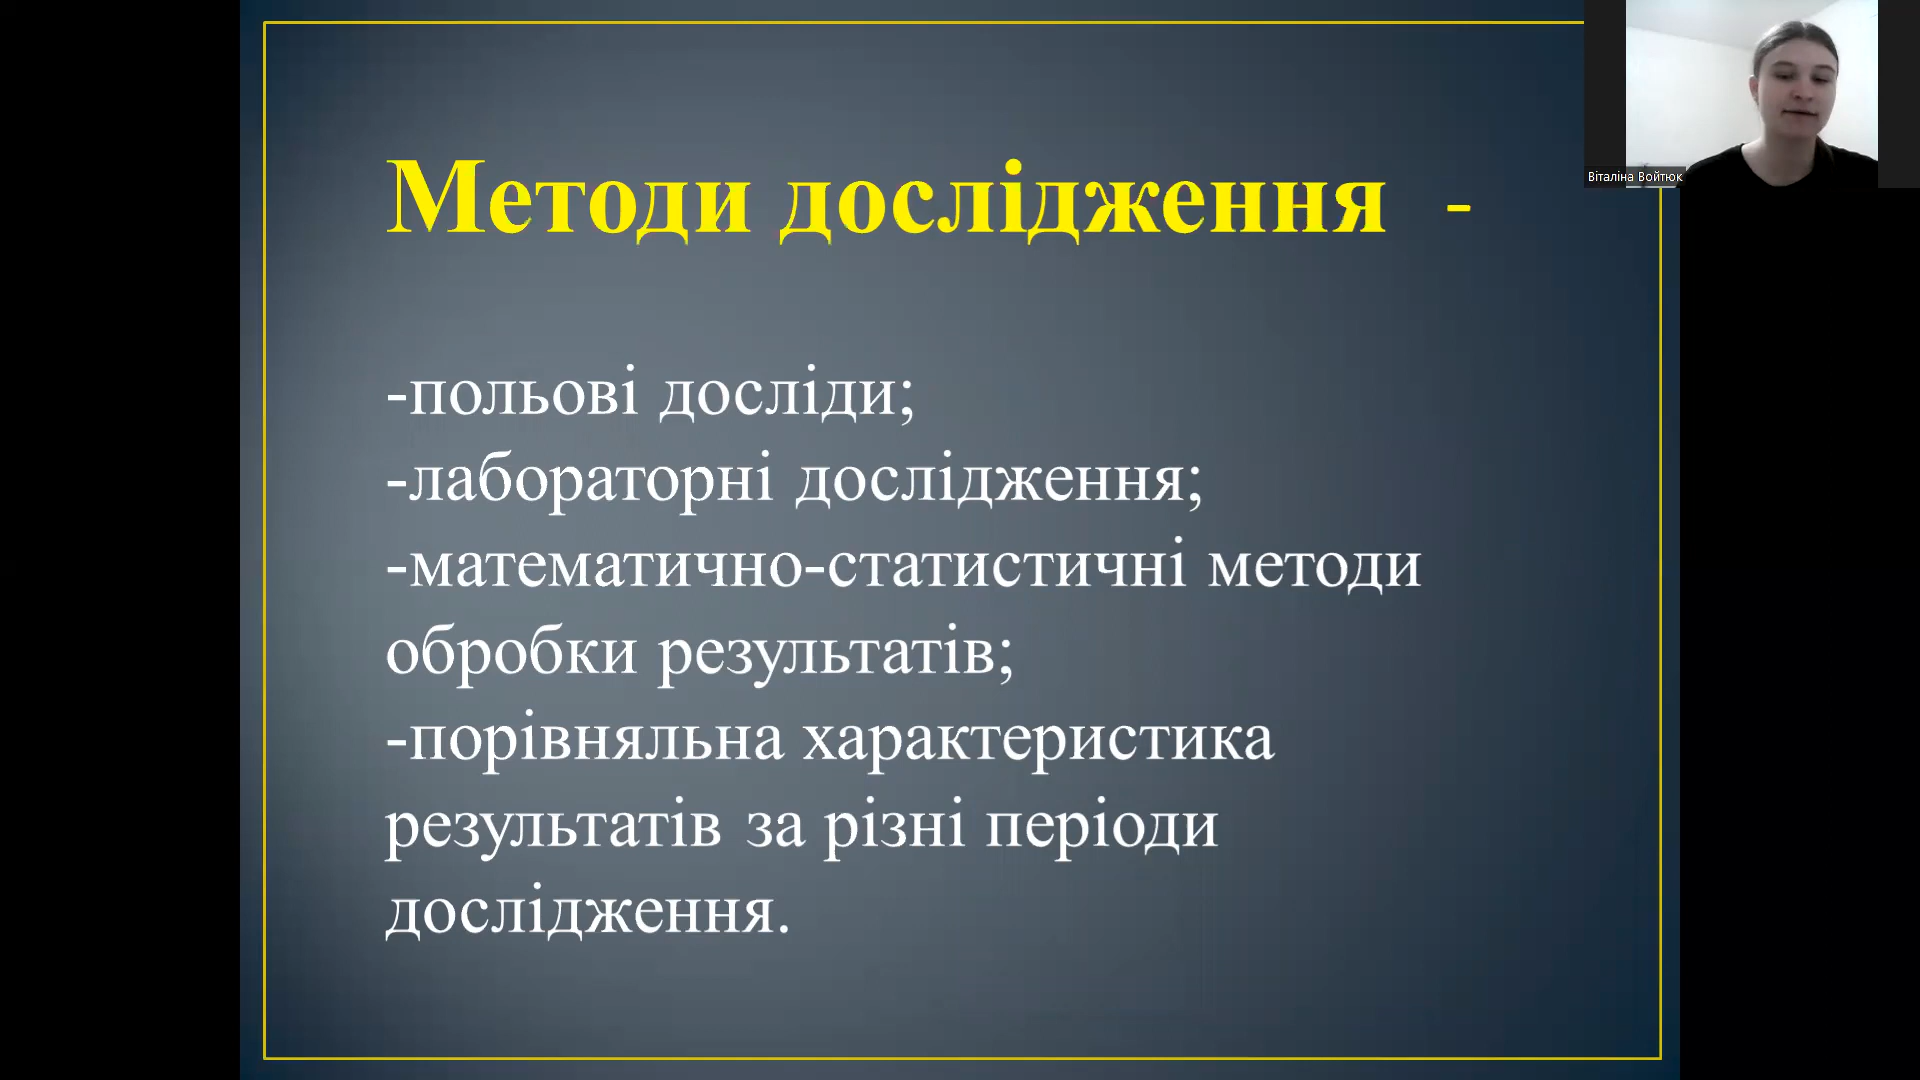 Методи дослідження -
-польові досліди;
-лабораторні дослідження;
-математично-статистичні методи
обробки результатів;
-порівняльна характеристика
результатів за різні періоди
дослідження.
Віталіна Войтюк